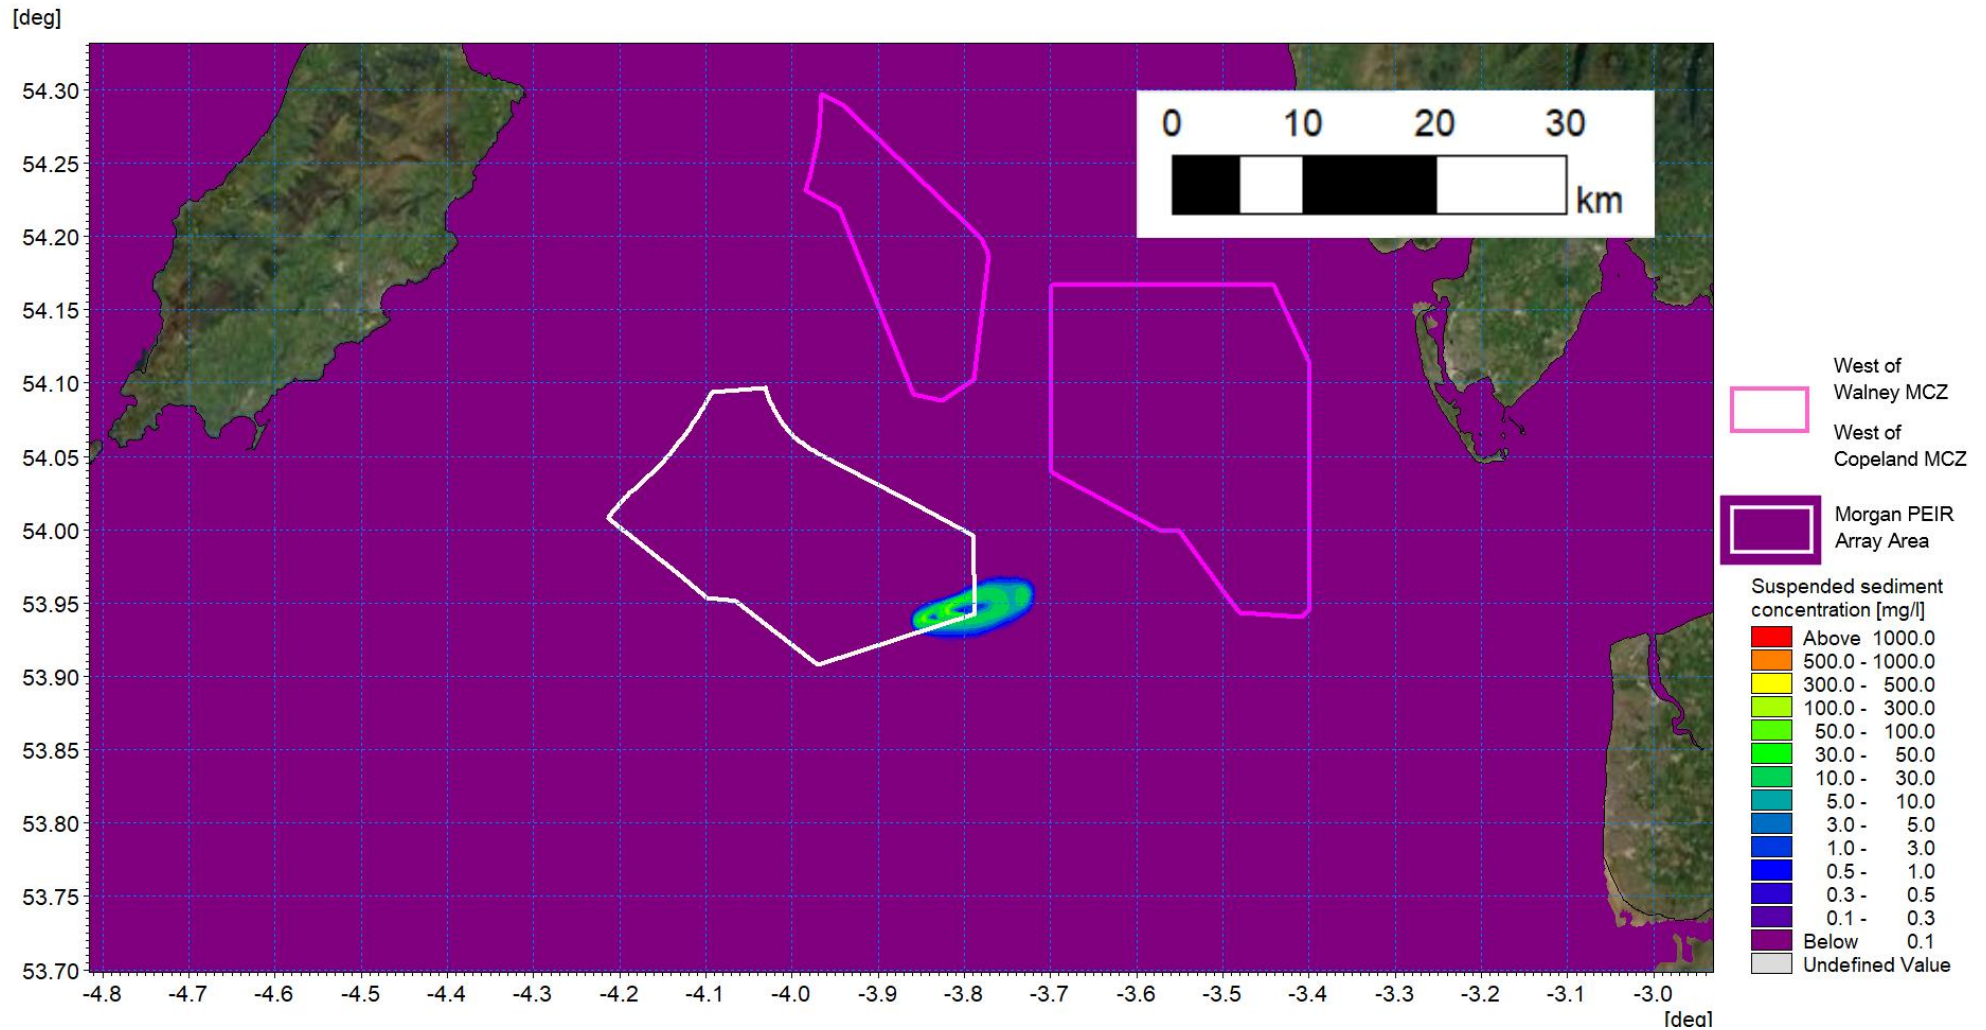 [deg]
54.30
54.25
54.20
54.15
54.10
54.05
54.00
53.95
53.90
53.85
53.80
53.75
53.70
-4.8 -4.7 -4.6 -4.5 -4.4 -4.3 -4.2 -4.1 -4.0 -3.9 -3.8 -3.7 -3.6 -3.5 -3.4 -3.3 -3.2 -3.1 -3.0
[deg]
0 10 20 30
km
West of
Walney MCZ
West of
Copeland MCZ
Morgan PEIR
Array Area
Suspended sediment
concentration [mg/l]
Above 1000.0
500.0 - 1000.0
300.0 - 500.0
100.0 - 300.0
50.0 - 100.0
30.0 - 50.0
10.0 - 30.0
5.0 - 10.0
3.0 - 5.0
1.0 - 3.0
0.5 - 1.0
0.3 - 0.5
0.1 - 0.3
Below 0.1
Undefined Value